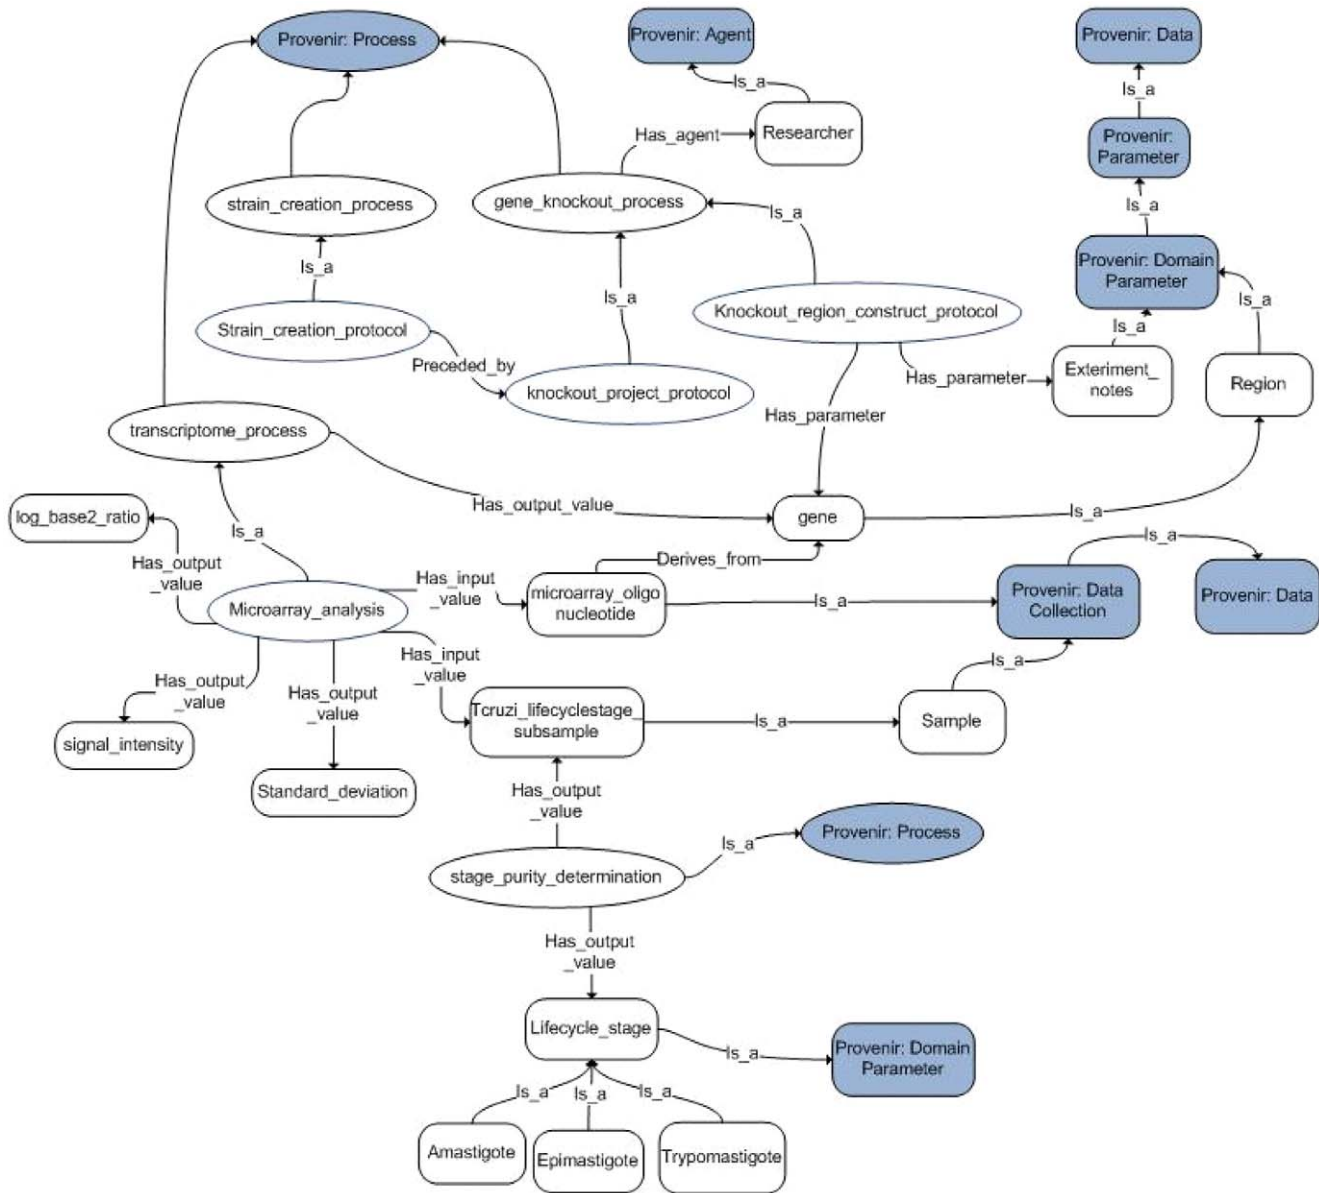 Provenir: Process
Provenir: Agent
Provenir: Data
Is_a
Is_a
Provenir:
Parameter
Has_agent
Researcher
strain_creation_process
gene_knockout_process
Is_a
Is_a
Provenir: Domain
Parameter
Is_a
Is_a
Is_a
Strain_creation_protocol
Knockout_region_construct_protocol
Is_a
Preceded_by
knockout_project_protocol
Has_parameter
Exteriment_
notes
Region
Has_parameter
transcriptome_process
Has_output_value
gene
Is_a
log_base2_ratio
Is_a
Has_output
_value
Derives_from
Is_a
Microarray_analysis
Has_input
_value
microarray_oligo
nucleotide
Is_a
Provenir: Data
Collection
Provenir: Data
Has_input
_value
Is_a
Has_output
_value
Has_output
_value
Tcruzi_lifecyclestage_
subsample
Is_a
Sample
signal_intensity
Standard_deviation
Has_output
_value
Provenir: Process
Is_a
stage_purity_determination
Has_output
_value
Lifecycle_stage
Is_a
Provenir: Domain
Parameter
Is_a
Is_a
Is_a
Amastigote
Epimastigote
Trypomastigote